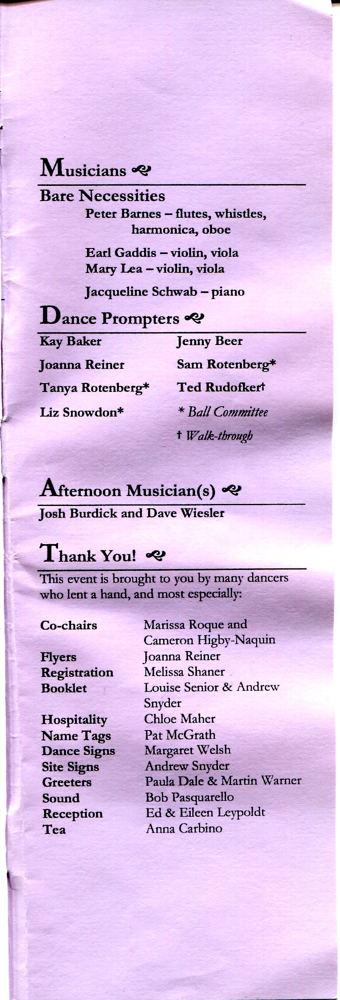 Musicians
Bare Necessities
Peter Barnes – flutes, whistles,
harmonica, oboe
Earl Gaddis – violin, viola
Mary Lea – violin, viola
Jacqueline Schwab – piano
Dance Prompters
Kay Baker Jenny Beer
Joanna Reiner Sam Rotenberg*
Tanya Rotenberg* Ted Rudofker†
Liz Snowdon* * Ball Committee
† Walk-through
Afternoon Musician(s)
Josh Burdick and Dave Wiesler
Thank You!
This event is brought to you by many dancers
who lent a hand, and most especially:
Co-chairs Marissa Roque and
Cameron Higby-Naquin
Flyers Joanna Reiner
Registration Melissa Shaner
Booklet Louise Senior & Andrew
Snyder
Hospitality Chloe Maher
Name Tags Pat McGrath
Dance Signs Margaret Welsh
Site Signs Andrew Snyder
Greeters Paula Dale & Martin Warner
Sound Bob Pasquarello
Reception Ed & Eileen Leypoldt
Tea Anna Carbino